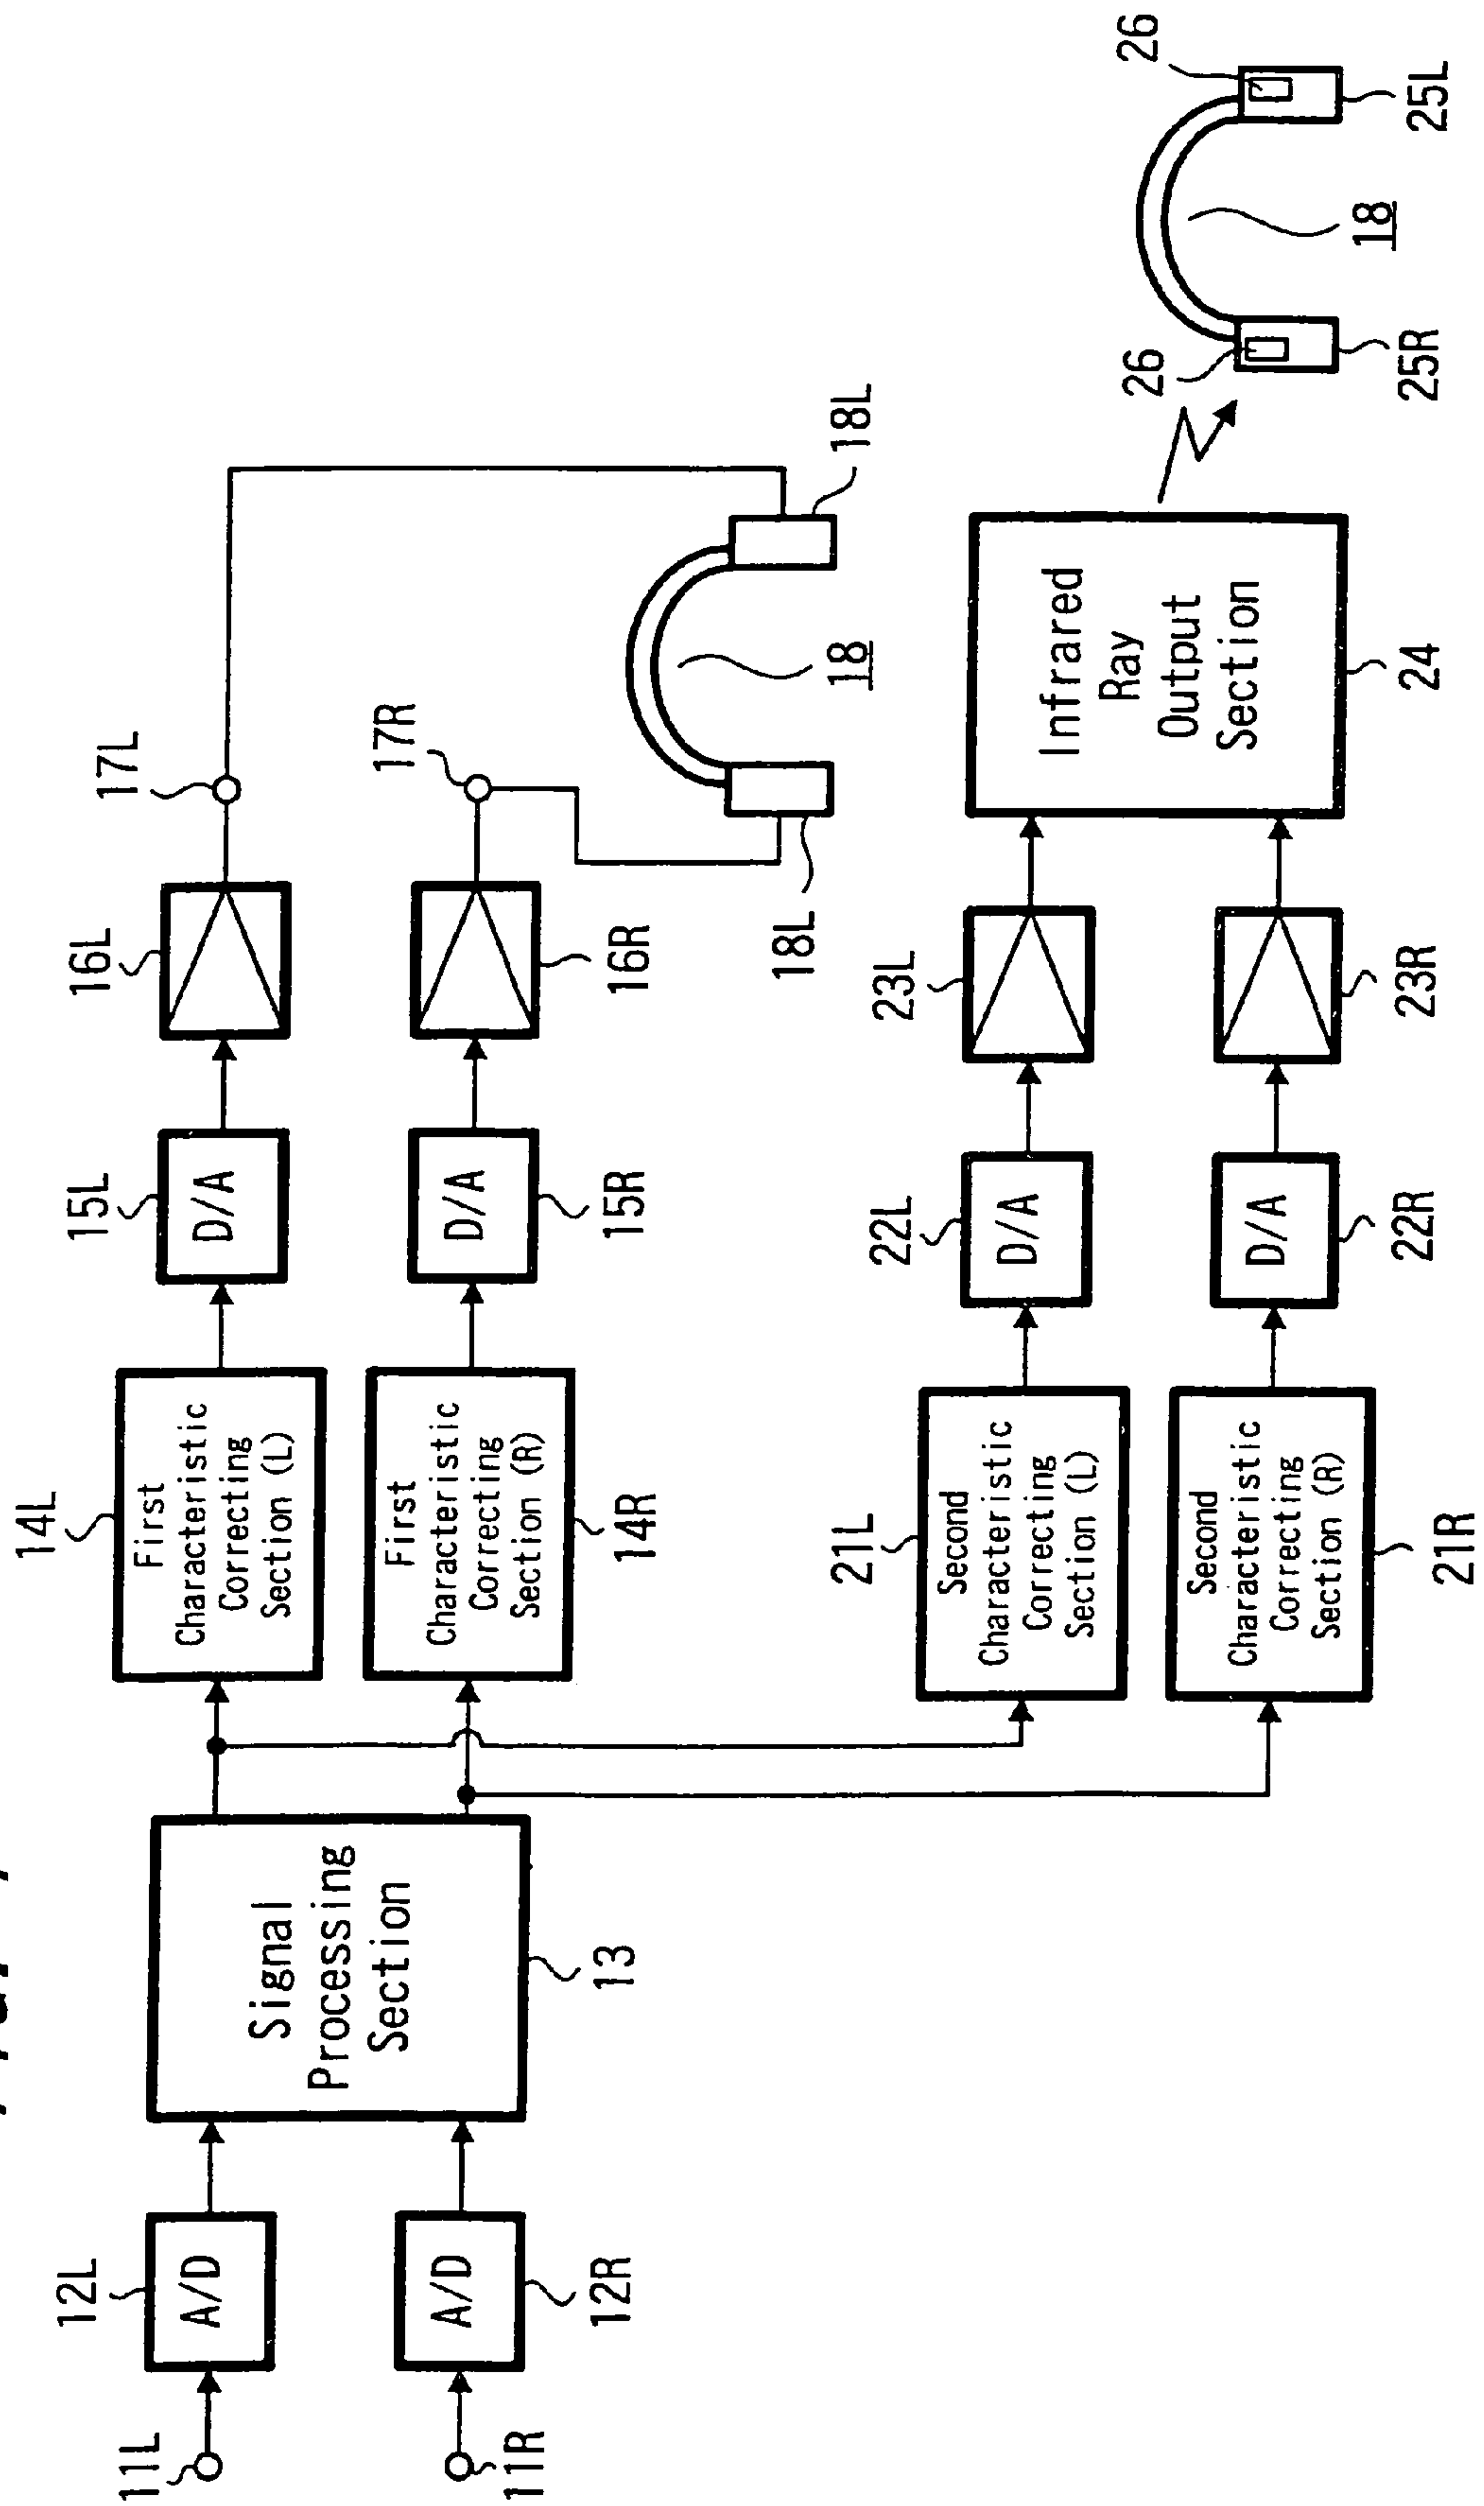 11L
12L
A/D
11R
A/D
12R
Signal
Processing
Section
13
14L
First
Characteristic
Correcting
Section (L)
First
Characteristic
Correcting
Section (R)
14R
15L
D/A
D/A
15R
16L
16R
17L
17R
18L
18
18L
21L
Second
Characteristic
Correcting
Section (L)
Second
Characteristic
Correcting
Section (R)
21R
22L
D/A
D/A
22R
23L
23R
Infrared
Ray
Output
Section
24
26
26
25R
18
25L